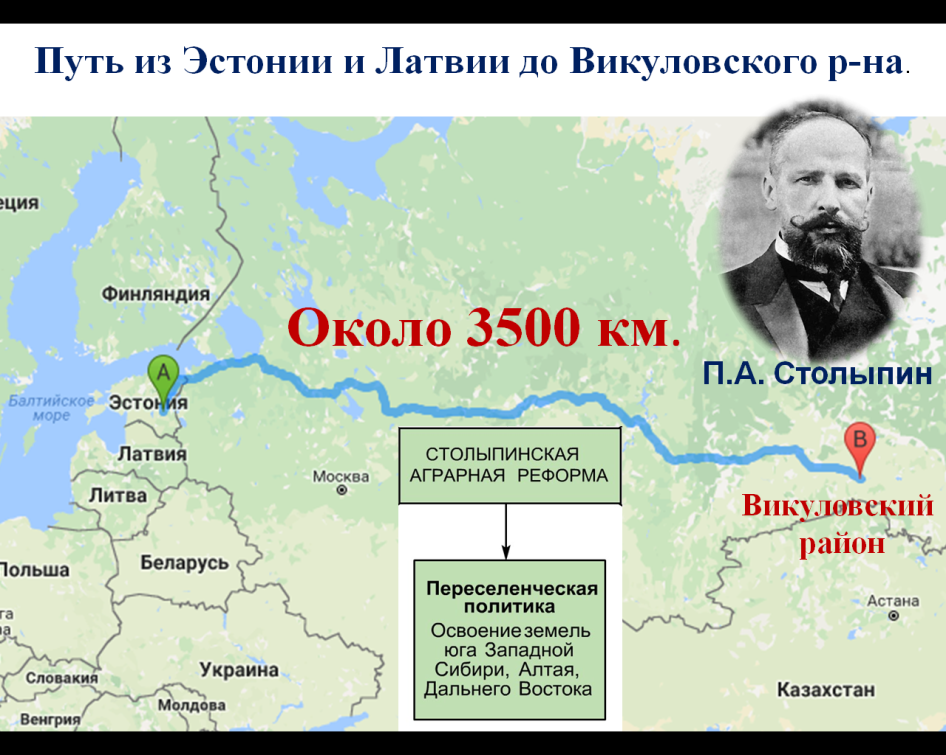 Путь из Эстонии и Латвии до Викуловского р-на.
еция
Финляндия
Около 3500 км.
П.А. Столыпин
A
Балтийское
море
Эстония
B
Латвия
СТОЛЫПИНСКАЯ
АГРАРНАЯ РЕФОРМА
Москва
Литва
Викуловский
район
Беларусь
Польша
Переселенческая
политика
Освоение земель
юга Западной
Сибири, Алтая,
Дальнего Востока
Астана
га
а
Украина
Словакия
Молдова
Казахстан
Венгрия